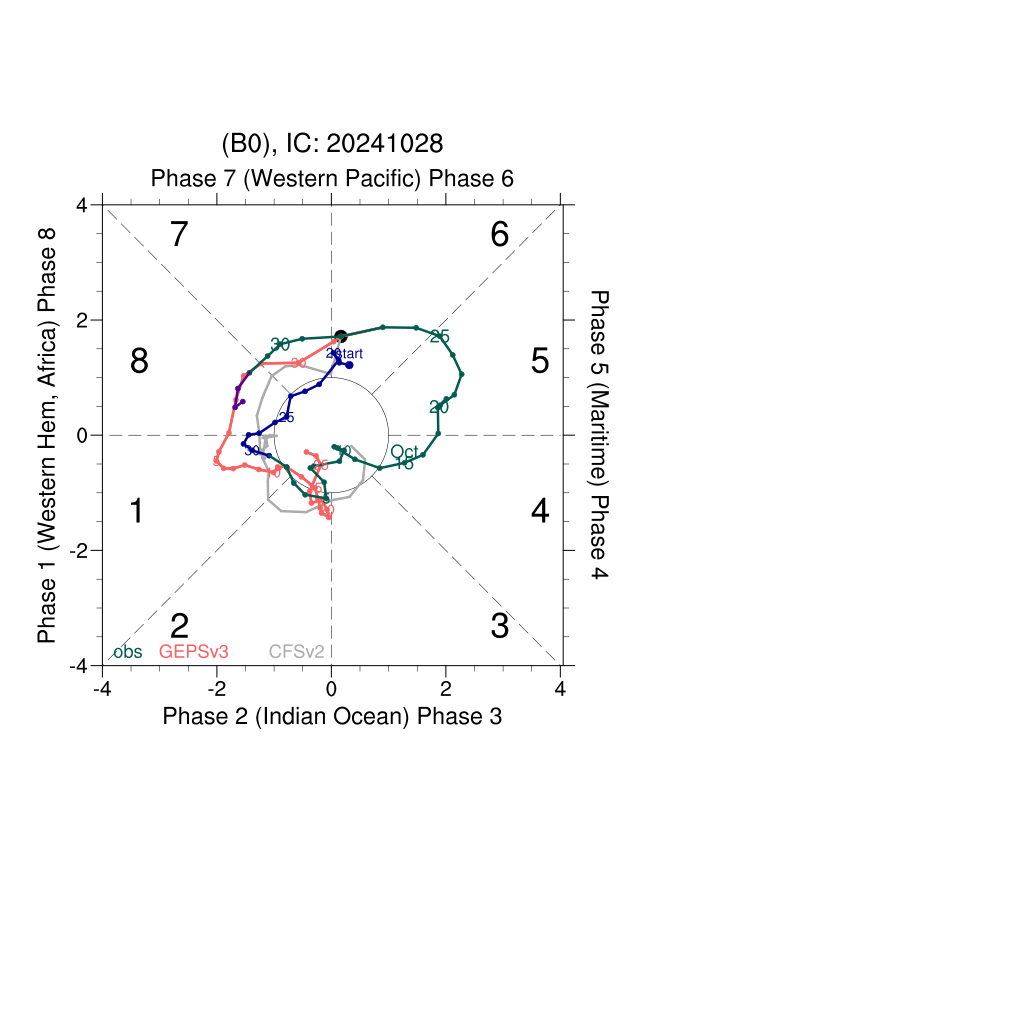 (B0), IC: 20241028
Phase 7 (Western Pacific) Phase 6
4
7
6
Phase 1 (Western Hem, Africa) Phase 8
Phase 5 (Maritime) Phase 4
2
30
25
start
8
5
20
25
0
30
Oct
15
1
4
-2
2
3
obs
GEPSv3
CFSv2
-4
-4
-2
0
2
4
Phase 2 (Indian Ocean) Phase 3